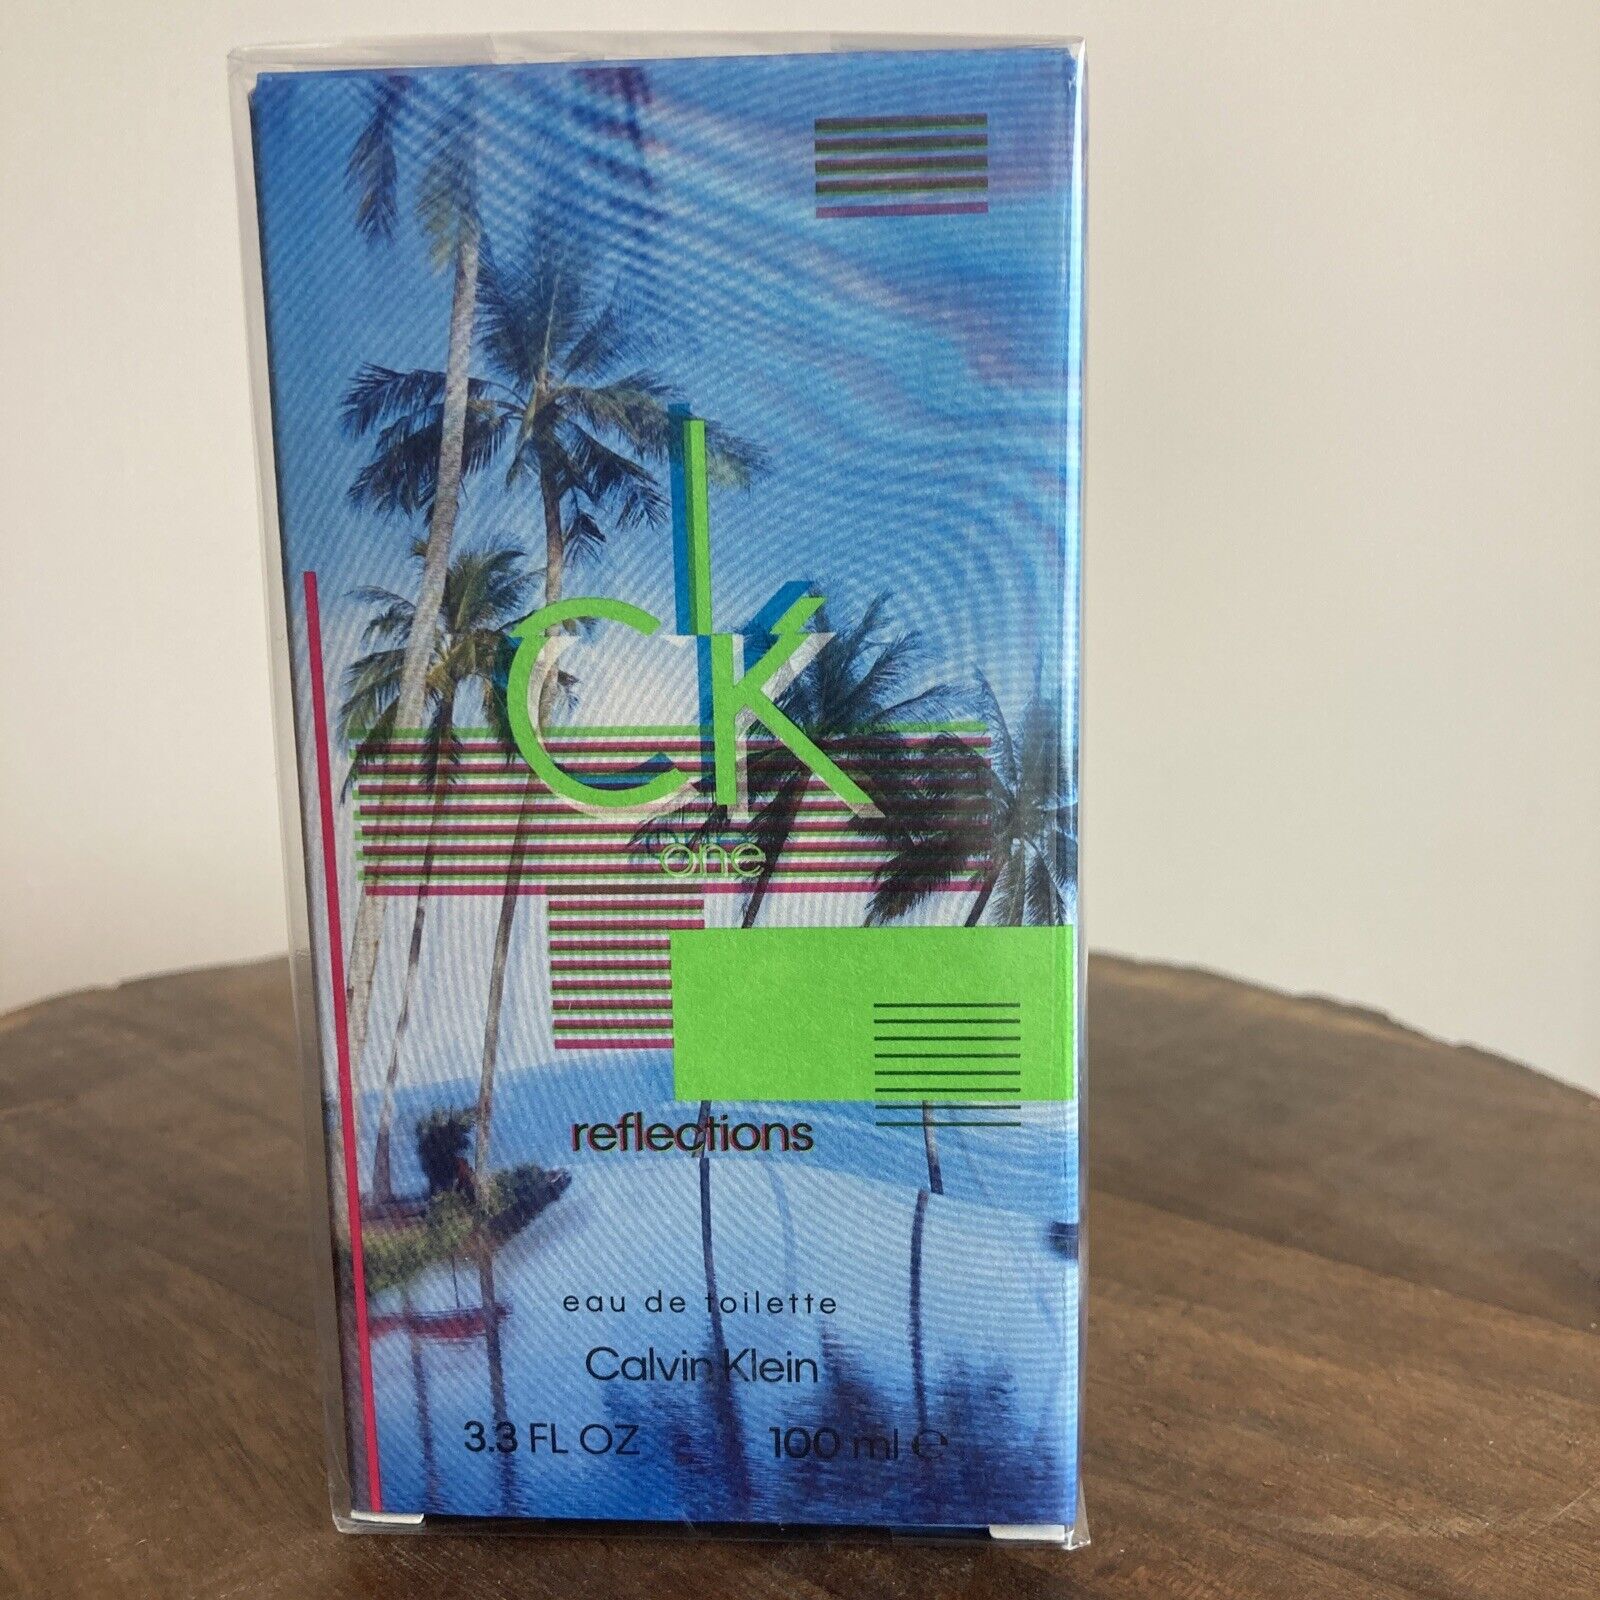 ck
one
reflections
eau de toilette
Calvin Klein
3.3 FL OZ 100 ml ℮